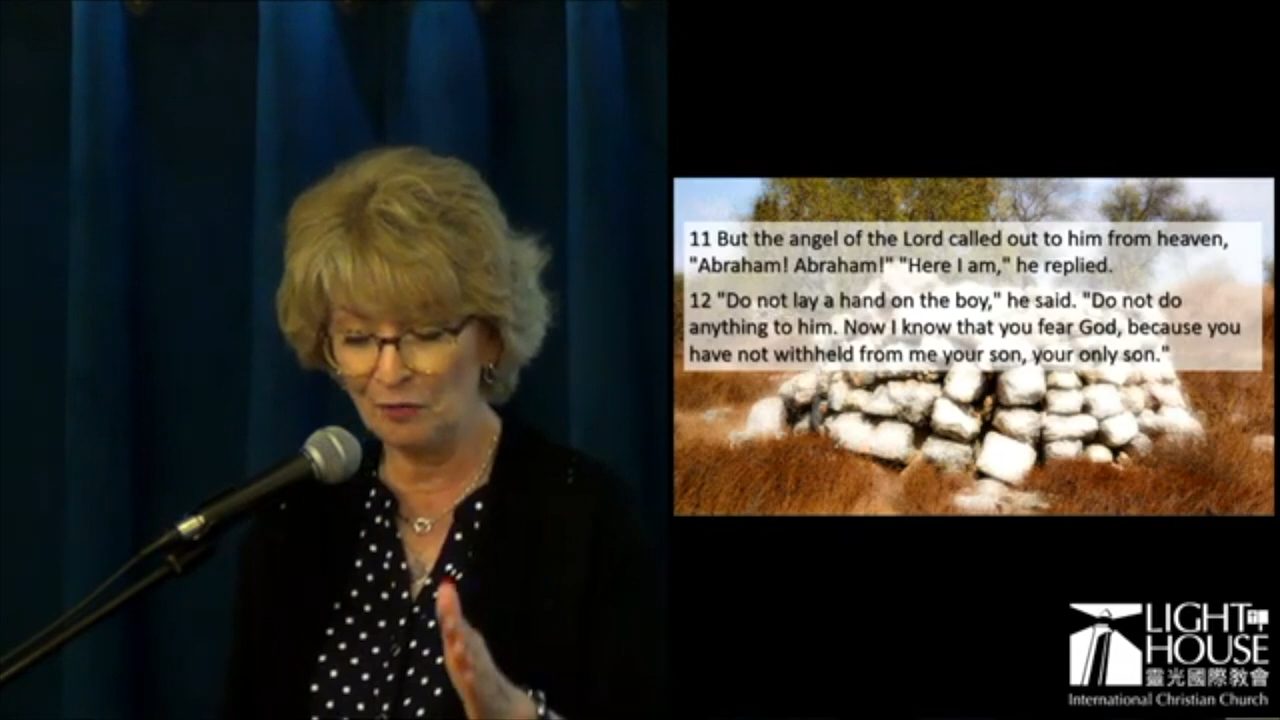 11 But the angel of the Lord called out to him from heaven,
"Abraham! Abraham!" "Here I am," he replied.
12 "Do not lay a hand on the boy," he said. "Do not do
anything to him. Now I know that you fear God, because you
have not withheld from me your son, your only son."
LIGHT
HOUSE
靈光國際教會
International Christian Church